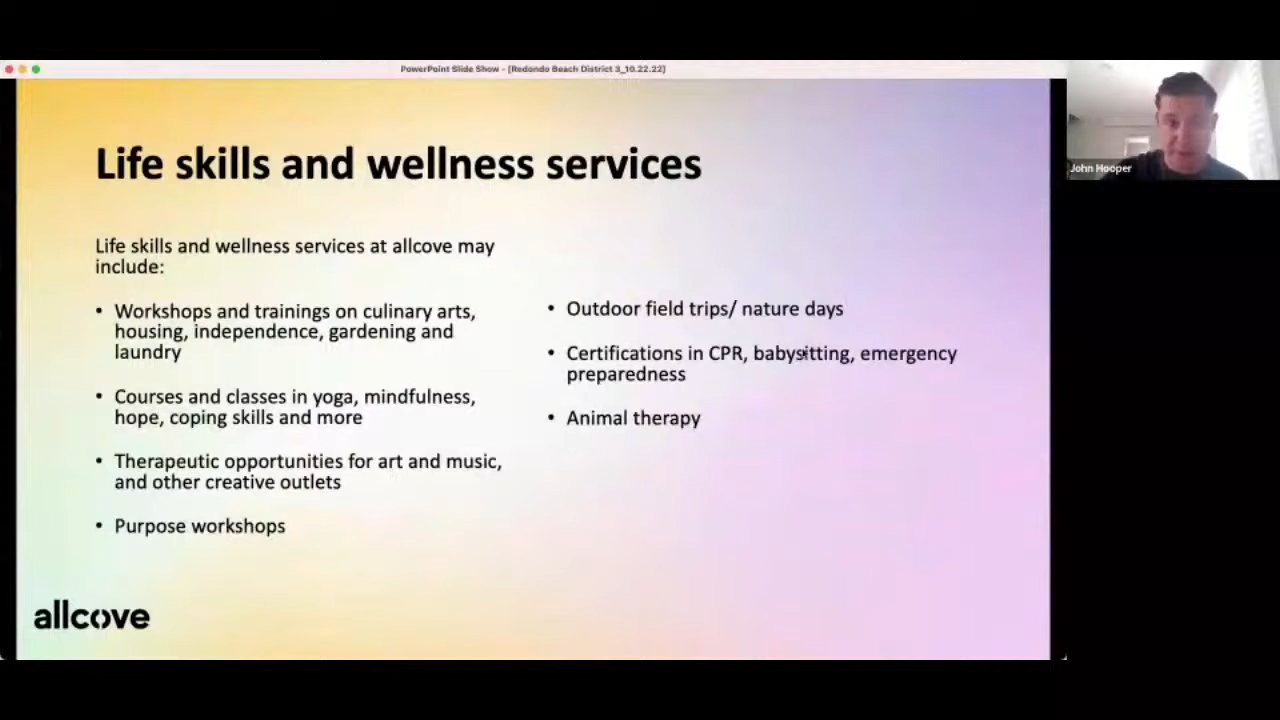 PowerPoint Slide Show - [Redondo Beach District 3_10.22.22]
John Hooper
Life skills and wellness services
Life skills and wellness services at allcove may
include:
• Workshops and trainings on culinary arts,
housing, independence, gardening and
laundry
• Courses and classes in yoga, mindfulness,
hope, coping skills and more
• Therapeutic opportunities for art and music,
and other creative outlets
• Purpose workshops
• Outdoor field trips/ nature days
• Certifications in CPR, babysitting, emergency
preparedness
• Animal therapy
allcove